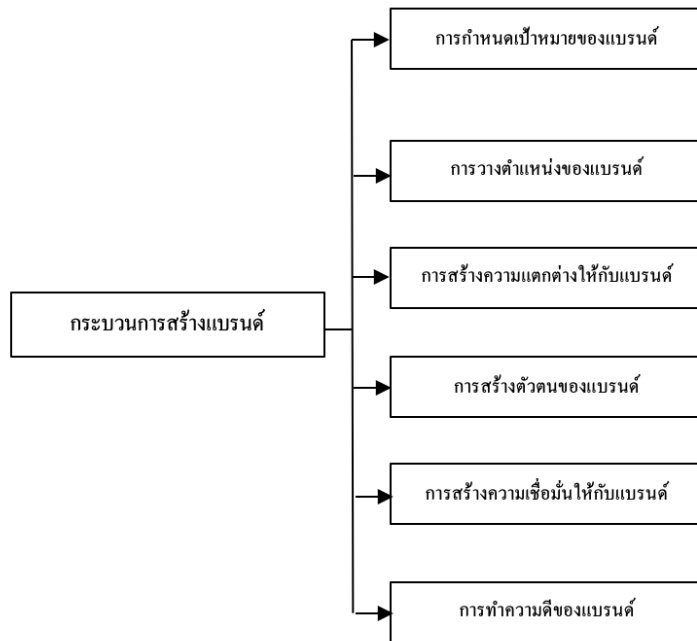 การกำหนดเป้าหมายของแบรนด์
การวางตำแหน่งของแบรนด์
การสร้างความแตกต่างให้กับแบรนด์
กระบวนการสร้างแบรนด์
การสร้างตัวตนของแบรนด์
การสร้างความเชื่อมั่นให้กับแบรนด์
การทำความดีของแบรนด์